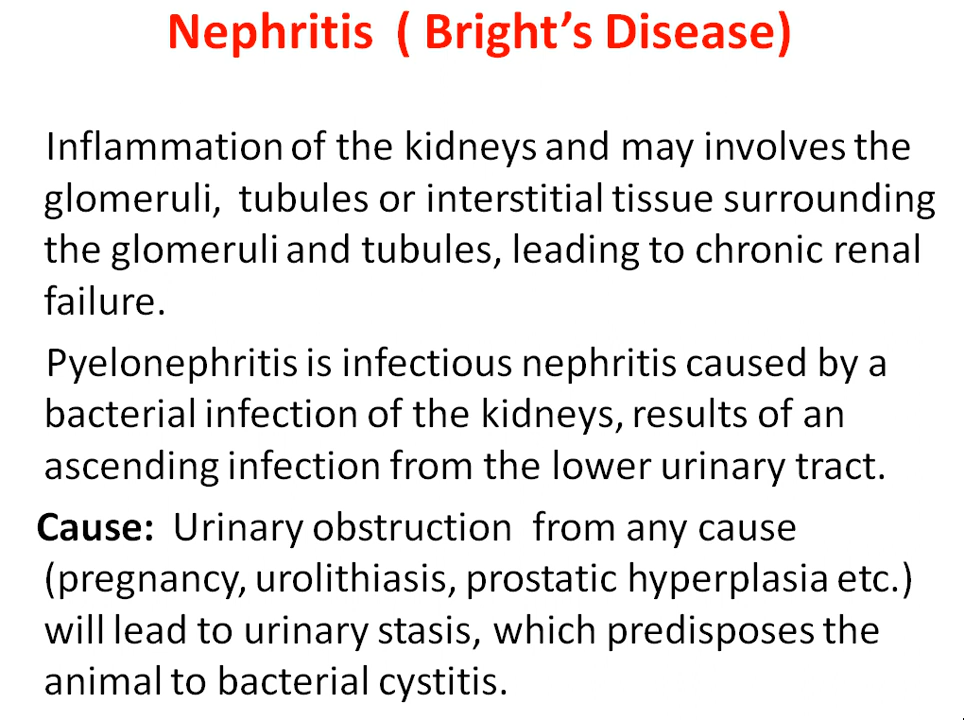 Nephritis ( Bright’s Disease)
Inflammation of the kidneys and may involves the
glomeruli, tubules or interstitial tissue surrounding
the glomeruli and tubules, leading to chronic renal
failure.
Pyelonephritis is infectious nephritis caused by a
bacterial infection of the kidneys, results of an
ascending infection from the lower urinary tract.
Cause: Urinary obstruction from any cause
(pregnancy, urolithiasis, prostatic hyperplasia etc.)
will lead to urinary stasis, which predisposes the
animal to bacterial cystitis.